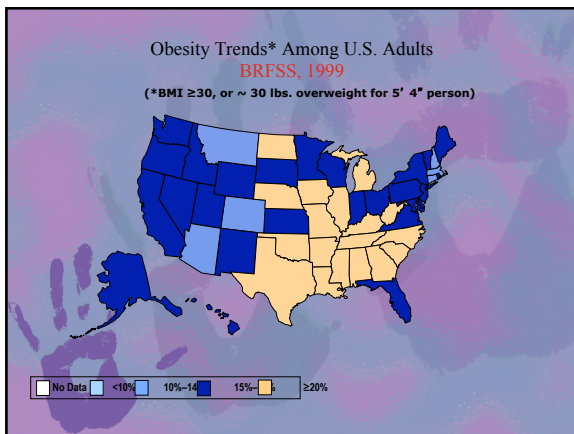 Obesity Trends* Among U.S. Adults
BRFSS, 1999
(*BMI ≥30, or ~ 30 lbs. overweight for 5’ 4” person)
No Data <10% 10%–14 15%– % ≥20%